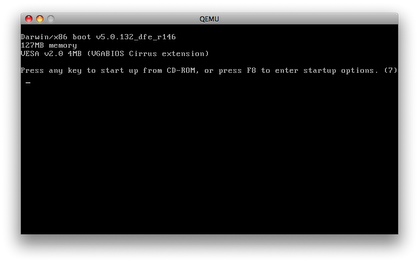 QEMU
Darwin/x86 boot v5.0.132_dfe_r146
127MB memory
VESA v2.0 4MB (VGABIOS Cirrus extension)
Press any key to start up from CD-ROM, or press F8 to enter startup options. (7)
_